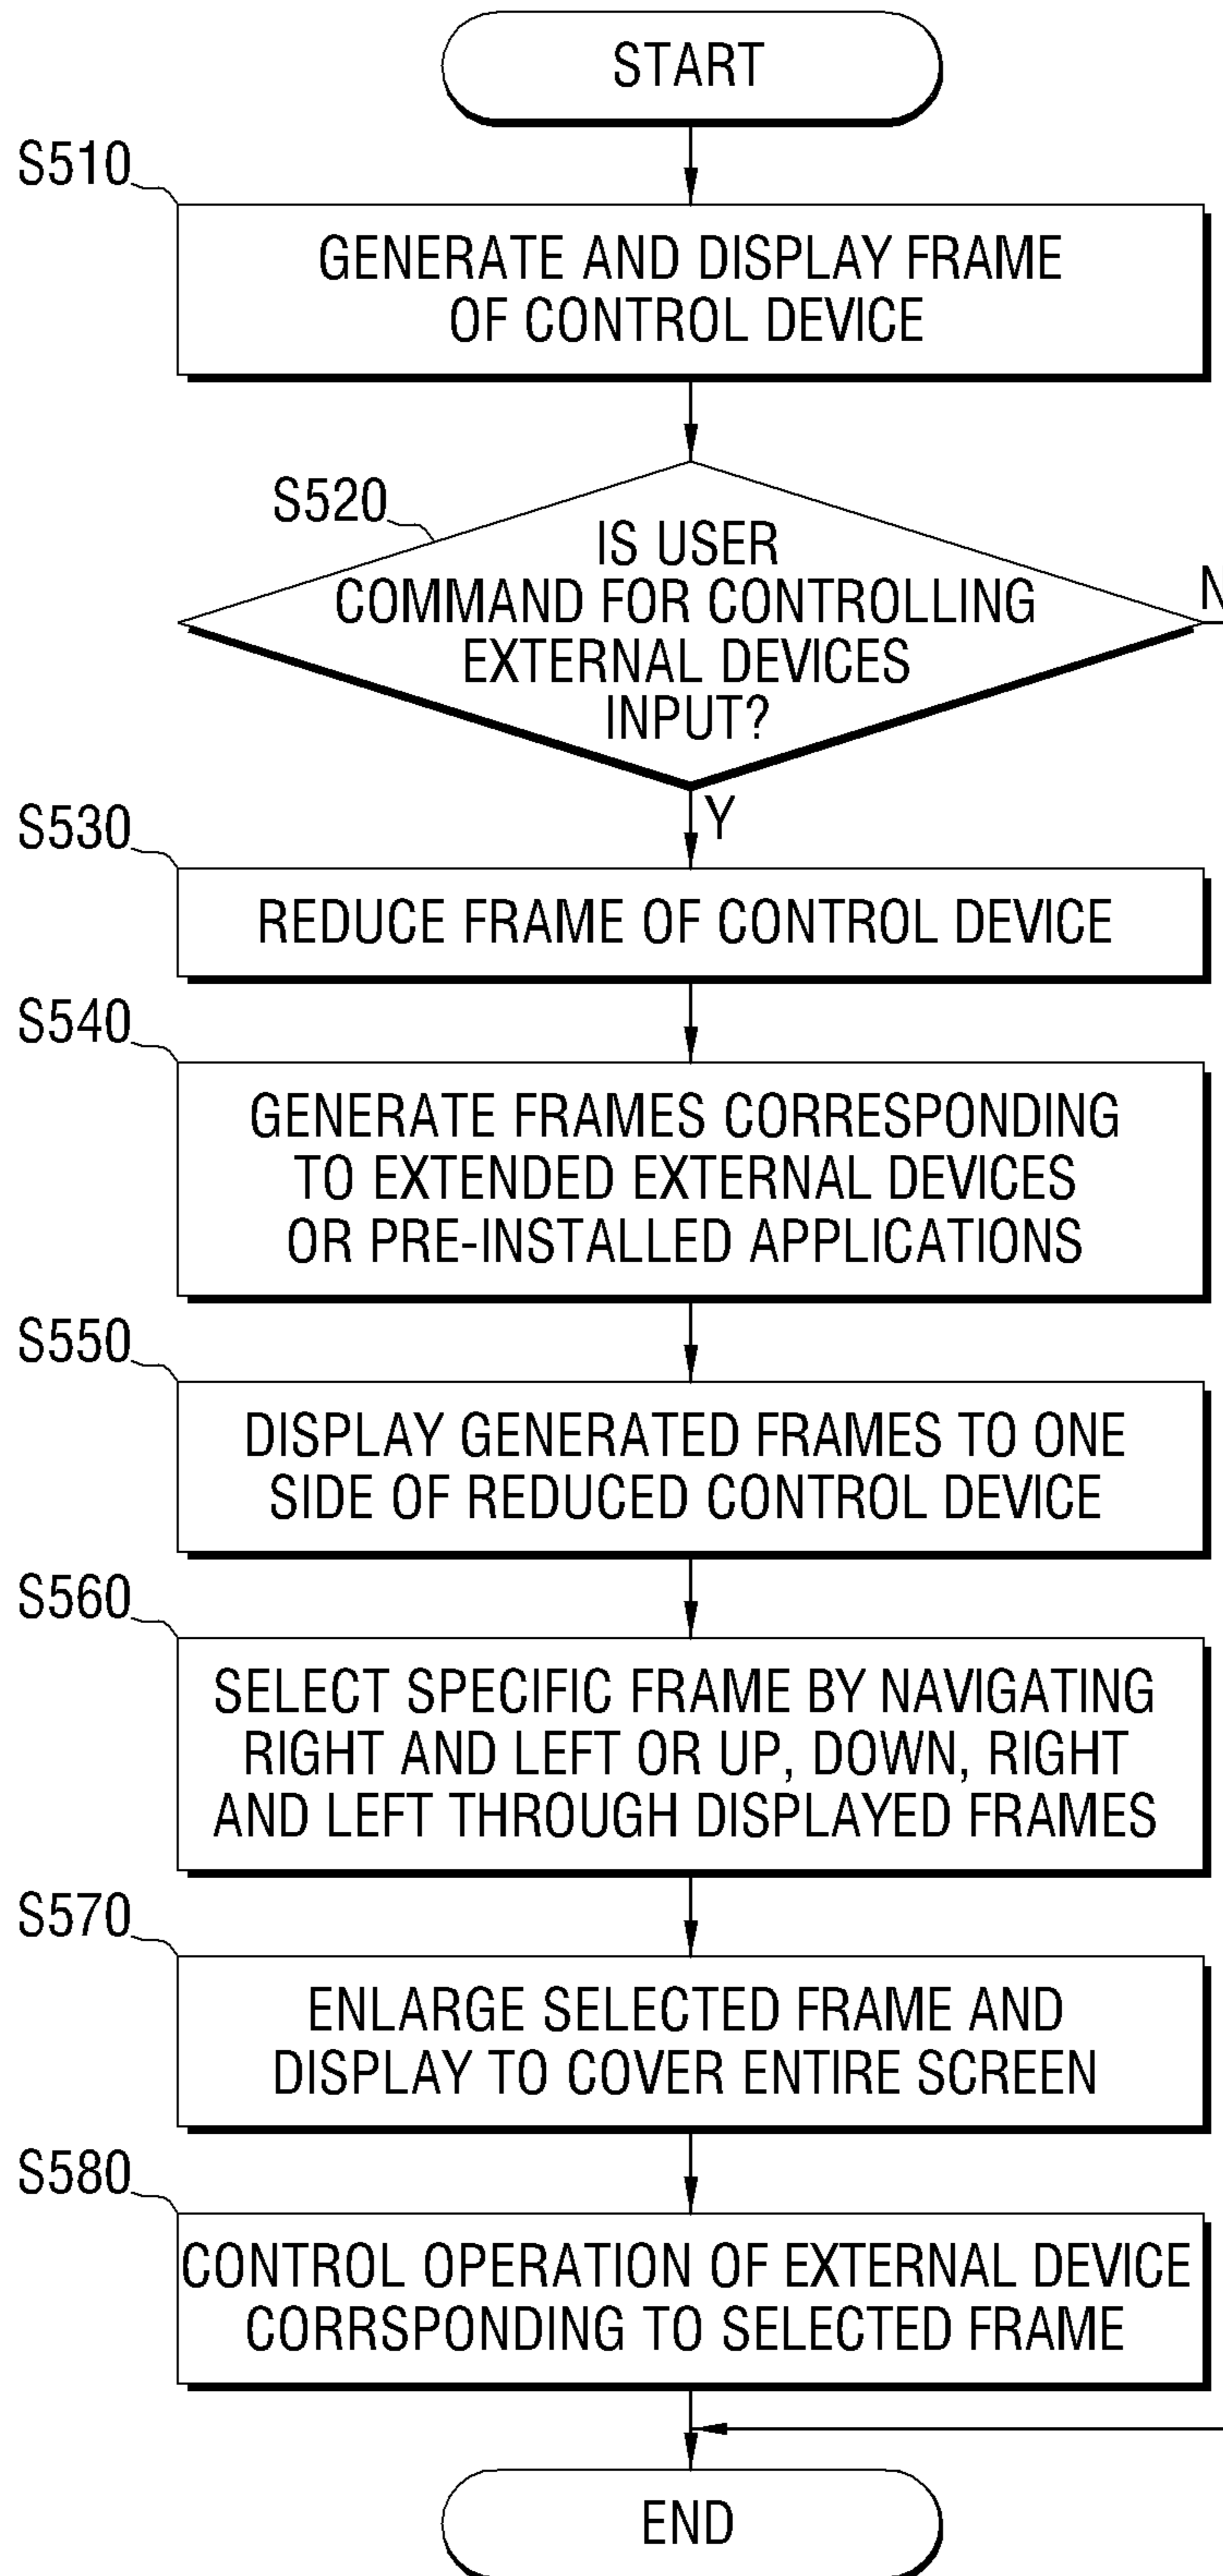 START
S510
GENERATE AND DISPLAY FRAME
OF CONTROL DEVICE
S520
IS USER
COMMAND FOR CONTROLLING
EXTERNAL DEVICES
INPUT?
N
Y
S530
REDUCE FRAME OF CONTROL DEVICE
S540
GENERATE FRAMES CORRESPONDING
TO EXTENDED EXTERNAL DEVICES
OR PRE-INSTALLED APPLICATIONS
S550
DISPLAY GENERATED FRAMES TO ONE
SIDE OF REDUCED CONTROL DEVICE
S560
SELECT SPECIFIC FRAME BY NAVIGATING
RIGHT AND LEFT OR UP, DOWN, RIGHT
AND LEFT THROUGH DISPLAYED FRAMES
S570
ENLARGE SELECTED FRAME AND
DISPLAY TO COVER ENTIRE SCREEN
S580
CONTROL OPERATION OF EXTERNAL DEVICE
CORRSPONDING TO SELECTED FRAME
END